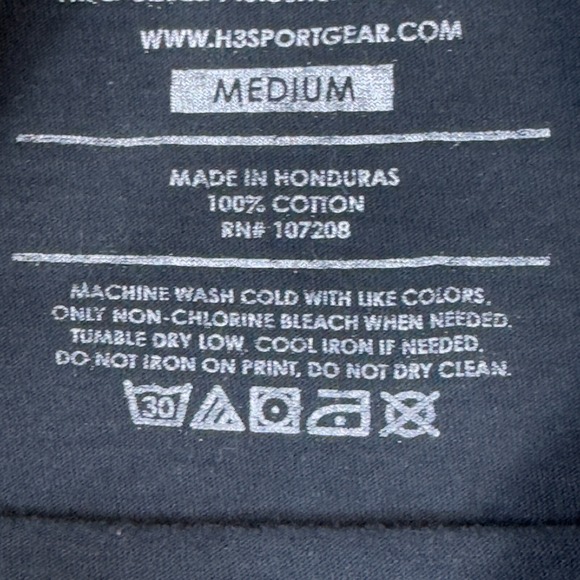 WWW.H3SPORTGEAR.COM
MEDIUM
MADE IN HONDURAS
100% COTTON
RN# 107208
MACHINE WASH COLD WITH LIKE COLORS.
ONLY NON-CHLORINE BLEACH WHEN NEEDED.
TUMBLE DRY LOW. COOL IRON IF NEEDED.
DO NOT IRON ON PRINT, DO NOT DRY CLEAN.
30